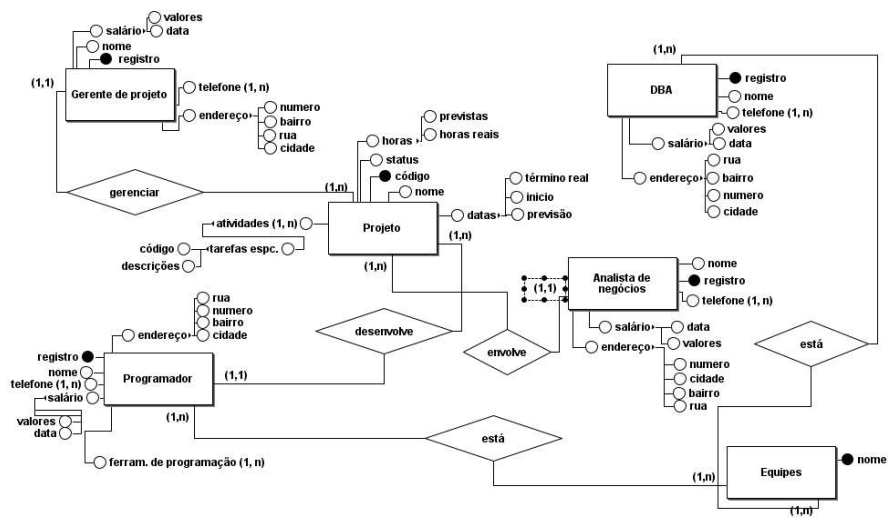 valores
salário
data
nome
registro
(1,1)
Gerente de projeto
telefone (1, n)
endereço
numero
bairro
rua
cidade
gerenciar
(1,n)
horas
previstas
horas reais
status
código
nome
Projeto
datas
término real
inicio
previsão
atividades (1, n)
tarefas espc.
código
descrições
(1,n)
(1,n)
(1,n)
DBA
registro
nome
telefone (1, n)
salário
valores
data
endereço
rua
bairro
numero
cidade
(1,1)
Analista de
negócios
nome
registro
telefone (1, n)
salário
data
valores
endereço
numero
cidade
bairro
rua
desenvolve
envolve
está
rua
numero
bairro
cidade
endereço
registro
nome
telefone (1, n)
salário
valores
data
Programador
(1,1)
(1,n)
ferram. de programação (1, n)
está
(1,n)
Equipes
nome
(1,n)